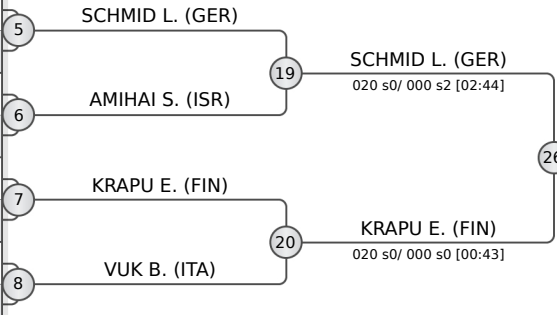 SCHMID L. (GER)
5
SCHMID L. (GER)
19
020 s0/ 000 s2 [02:44]
AMIHAI S. (ISR)
6
26
KRAPU E. (FIN)
7
KRAPU E. (FIN)
20
020 s0/ 000 s0 [00:43]
VUK B. (ITA)
8